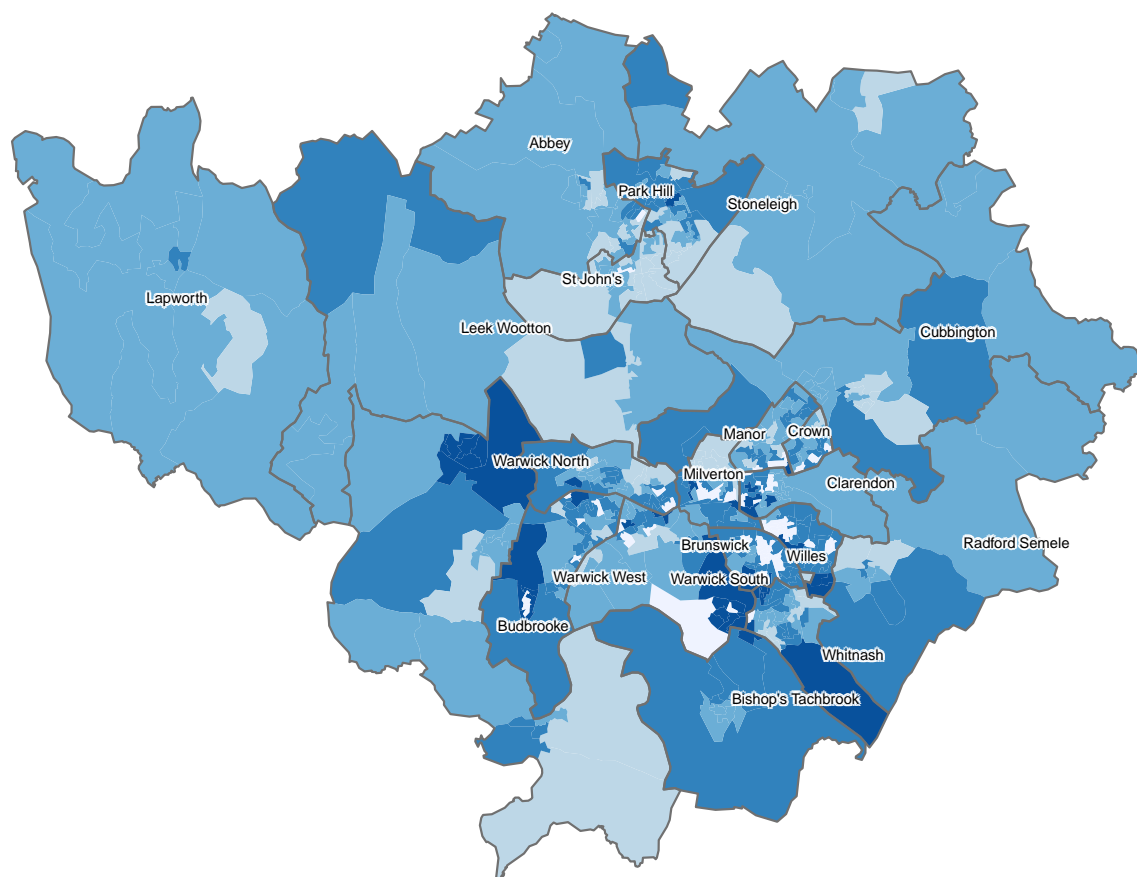 Abbey
Park Hill
Stoneleigh
St John's
Lapworth
Leek Wootton
Cubbington
Manor
Crown
Warwick North
Milverton
Clarendon
Radford Semele
Brunswick
Willes
Warwick West
Warwick South
Budbrooke
Whitnash
Bishop's Tachbrook